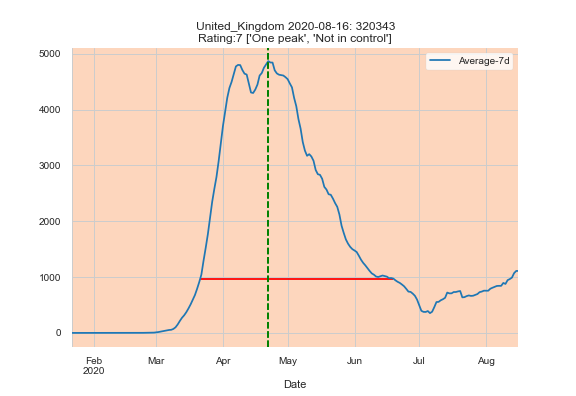 United_Kingdom 2020-08-16: 320343
Rating:7 ['One peak', 'Not in control']
Average-7d
5000
4000
3000
2000
1000
0
Feb
2020
Mar
Apr
May
Jun
Jul
Aug
Date